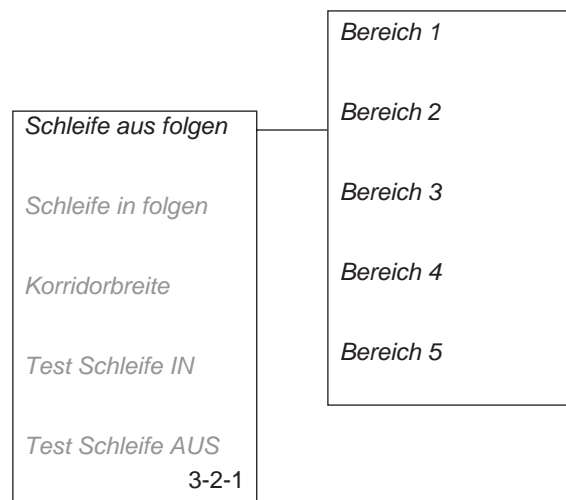 Schleife aus folgen
Schleife in folgen
Korridorbreite
Test Schleife IN
Test Schleife AUS
3-2-1
Bereich 1
Bereich 2
Bereich 3
Bereich 4
Bereich 5